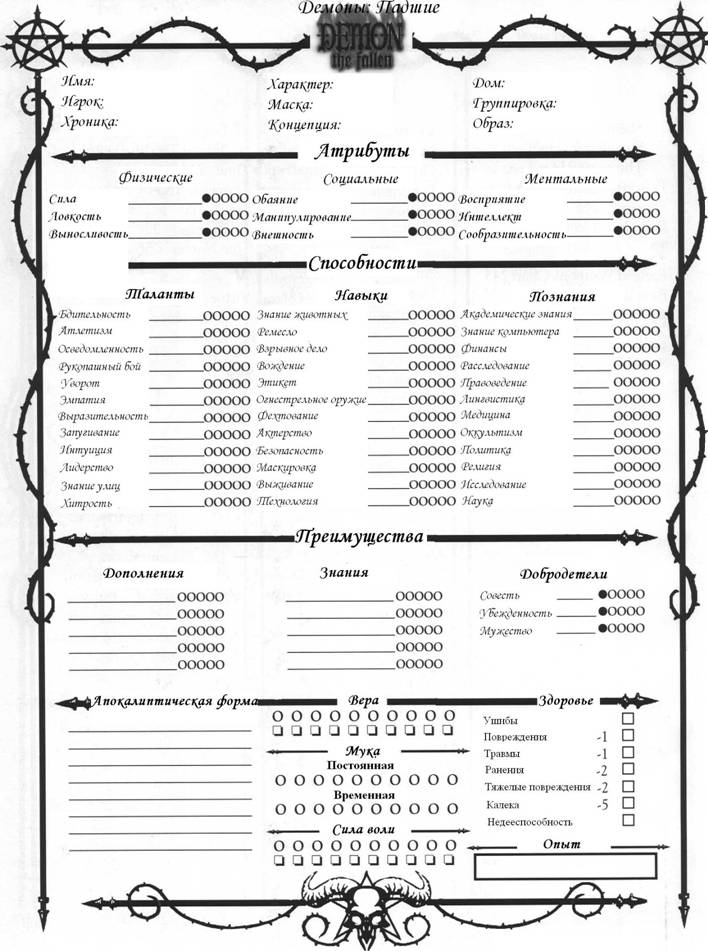 Демоны: Падшие
DEMON
the fallen
Имя: Характер: Дом:
Игрок: Маска: Группировка:
Хроника: Концепция: Образ:
Атрибуты
Физические Социальные Ментальные
Сила Обаяние Восприятие
Ловкость Манипулирование Интеллект
Выносливость Внешность Сообразительность
Способности
Таланты Навыки Познания
Бдительность Знание животных Академические знания
Атлетизм Ремесло Знание компьютера
Осведомленность Взрывное дело Финансы
Рукопашный бой Вождение Расследование
Уворот Этикет Правоведение
Эмпатия Огнестрельное оружие Лингвистика
Выразительность Фехтование Медицина
Запугивание Актерство Оккультизм
Интуиция Безопасность Политика
Лидерство Маскировка Религия
Знание улиц Выживание Исследование
Хитрость Технология Наука
Преимущества
Дополнения Знания Добродетели
Совесть
Убежденность
Мужество
Апокалиптическая форма Вера Здоровье
Ушибы
Повреждения -1
Мука
Травмы -1
Постоянная
Ранения -2
Тяжелые повреждения -2
Временная
Калека -5
Недееспособность
Сила воли
Опыт